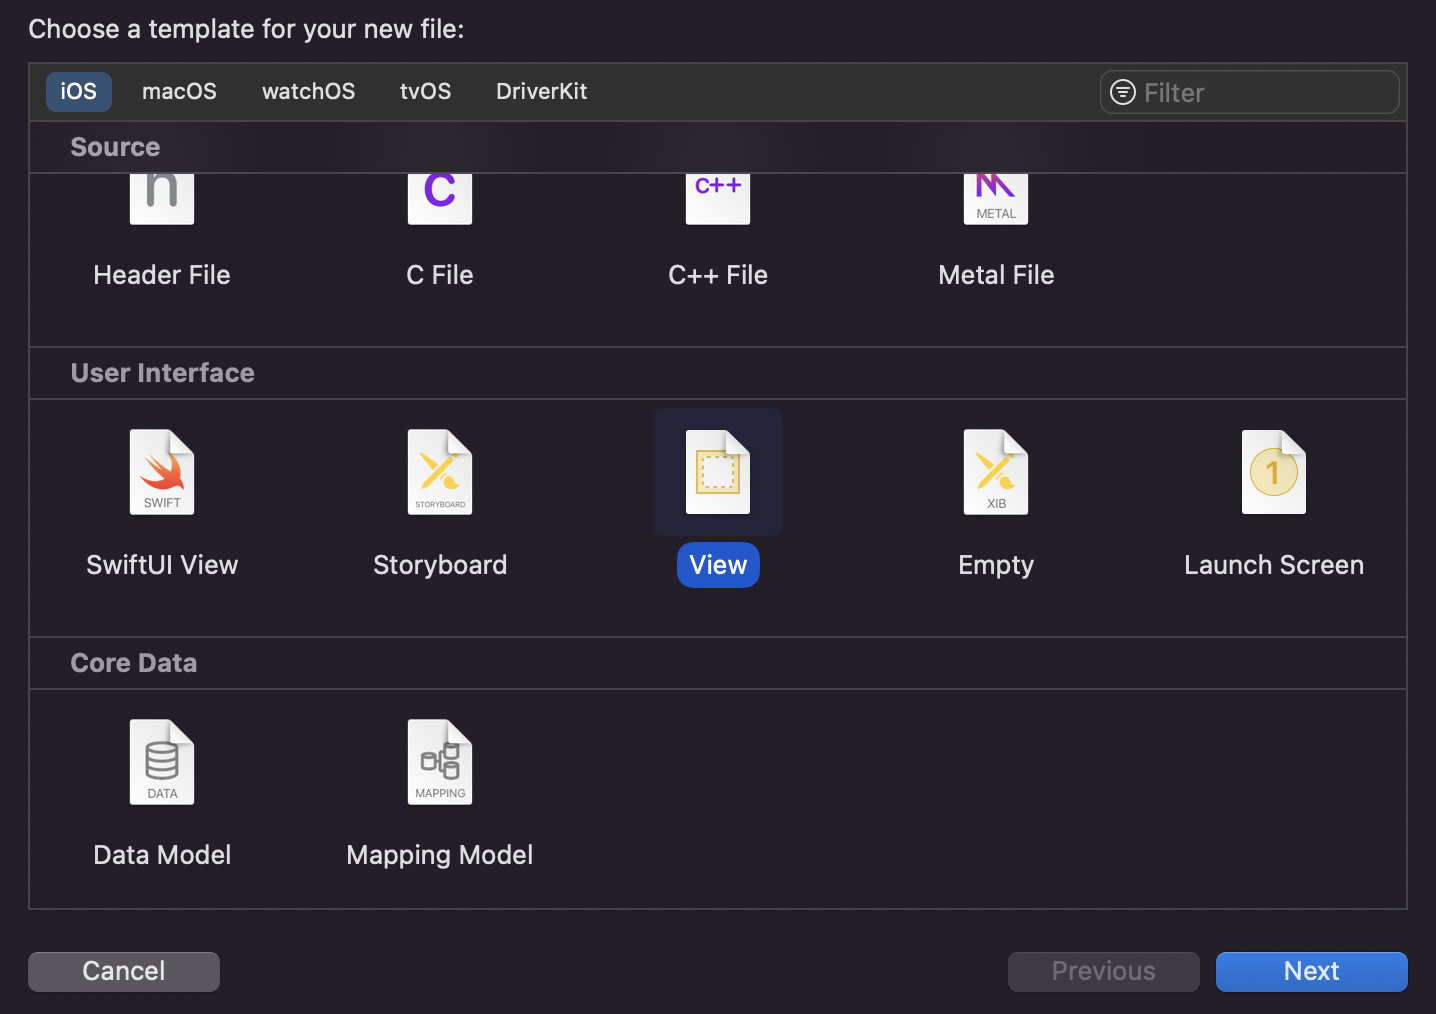 Choose a template for your new file:
iOS macOS watchOS tvOS DriverKit Filter
Source
h C C++ METAL
Header File C File C++ File Metal File
User Interface
SWIFT STORYBOARD XIB 1
SwiftUI View Storyboard View Empty Launch Screen
Core Data
DATA MAPPING
Data Model Mapping Model
Cancel Previous Next